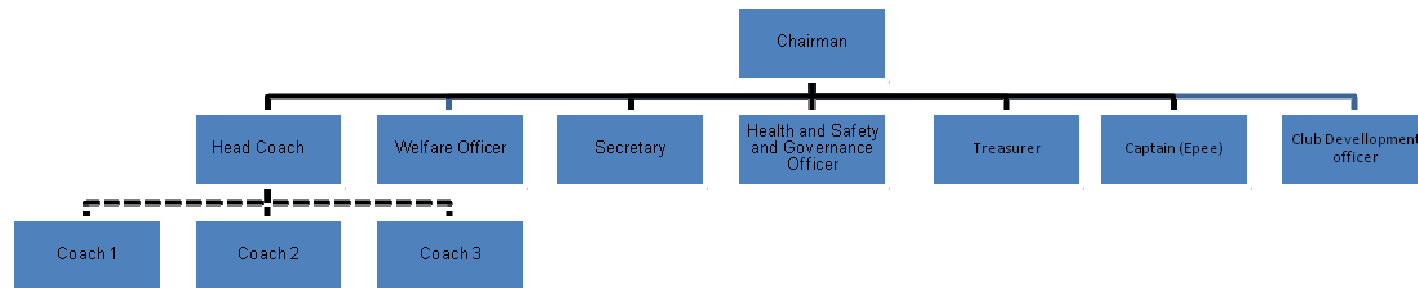 Chairman
Head Coach
Welfare Officer
Secretary
Health and Safety
and Governance
Officer
Treasurer
Captain (Epee)
Club Devellopment
officer
Coach 1
Coach 2
Coach 3